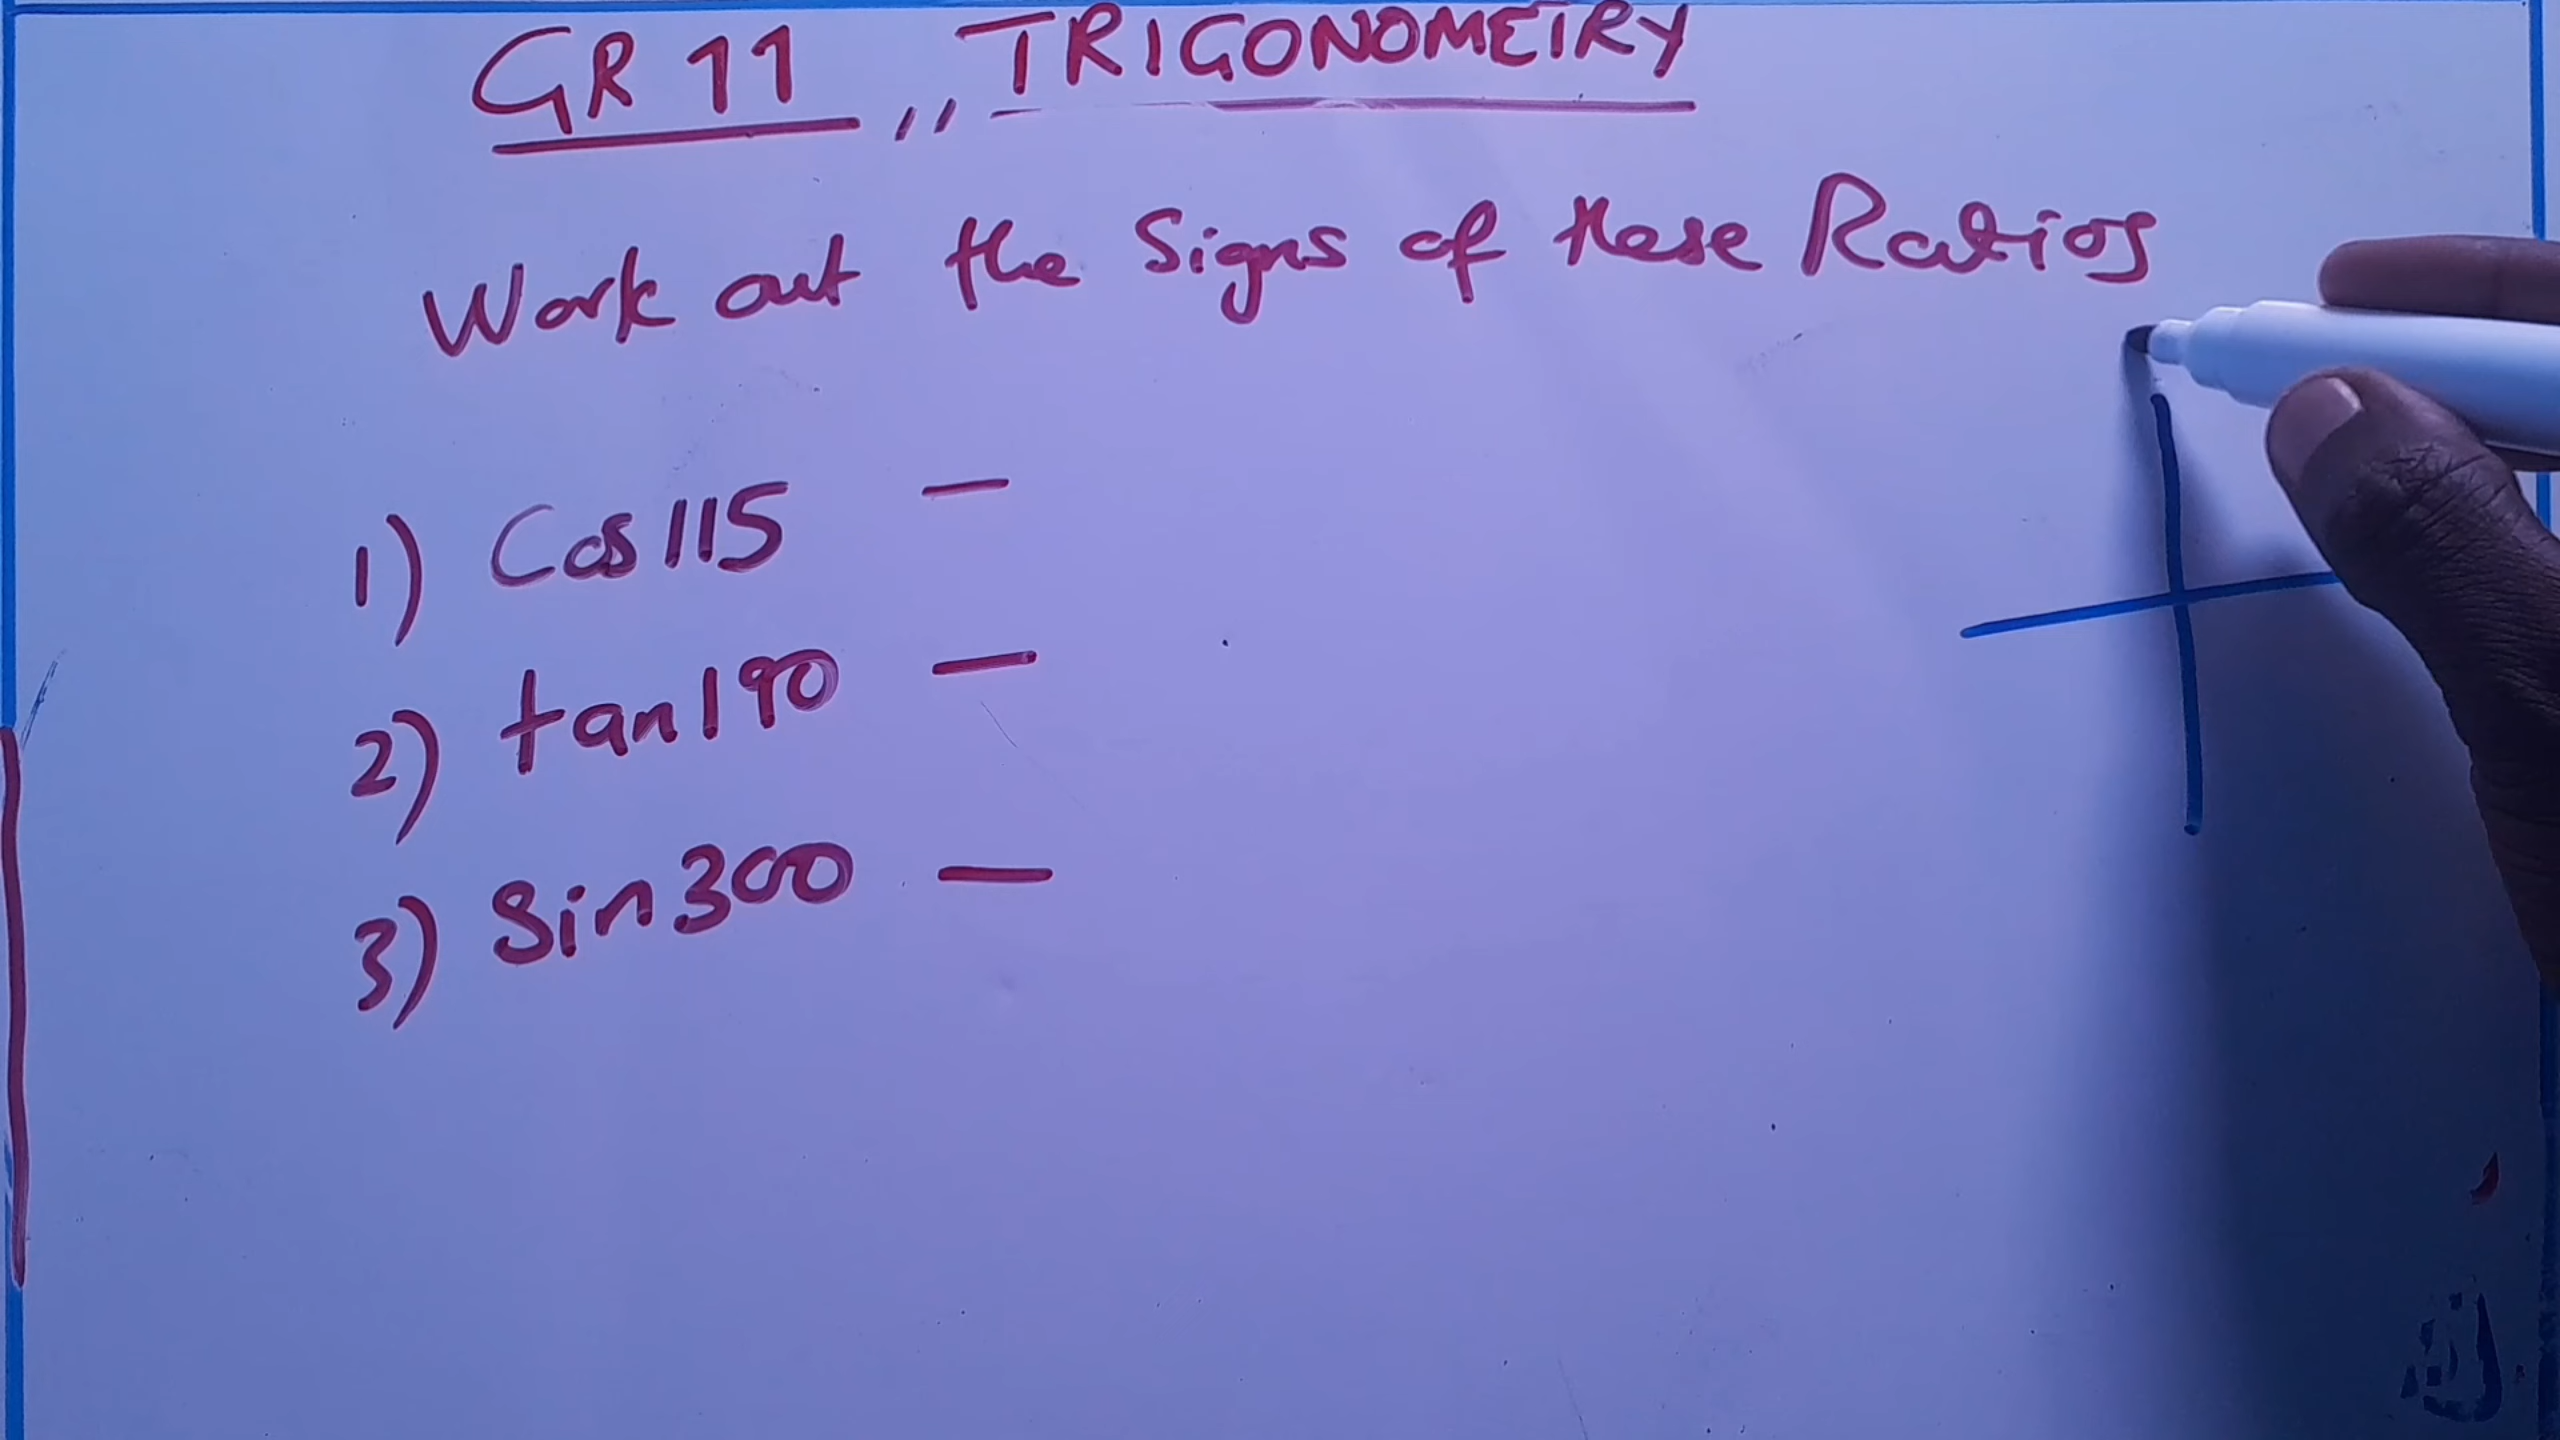 GR 11 ,, TRIGONOMETRY
Work out the Signs of these Ratios
1) Cos 115 —
2) tan 190 —
3) Sin 300 —